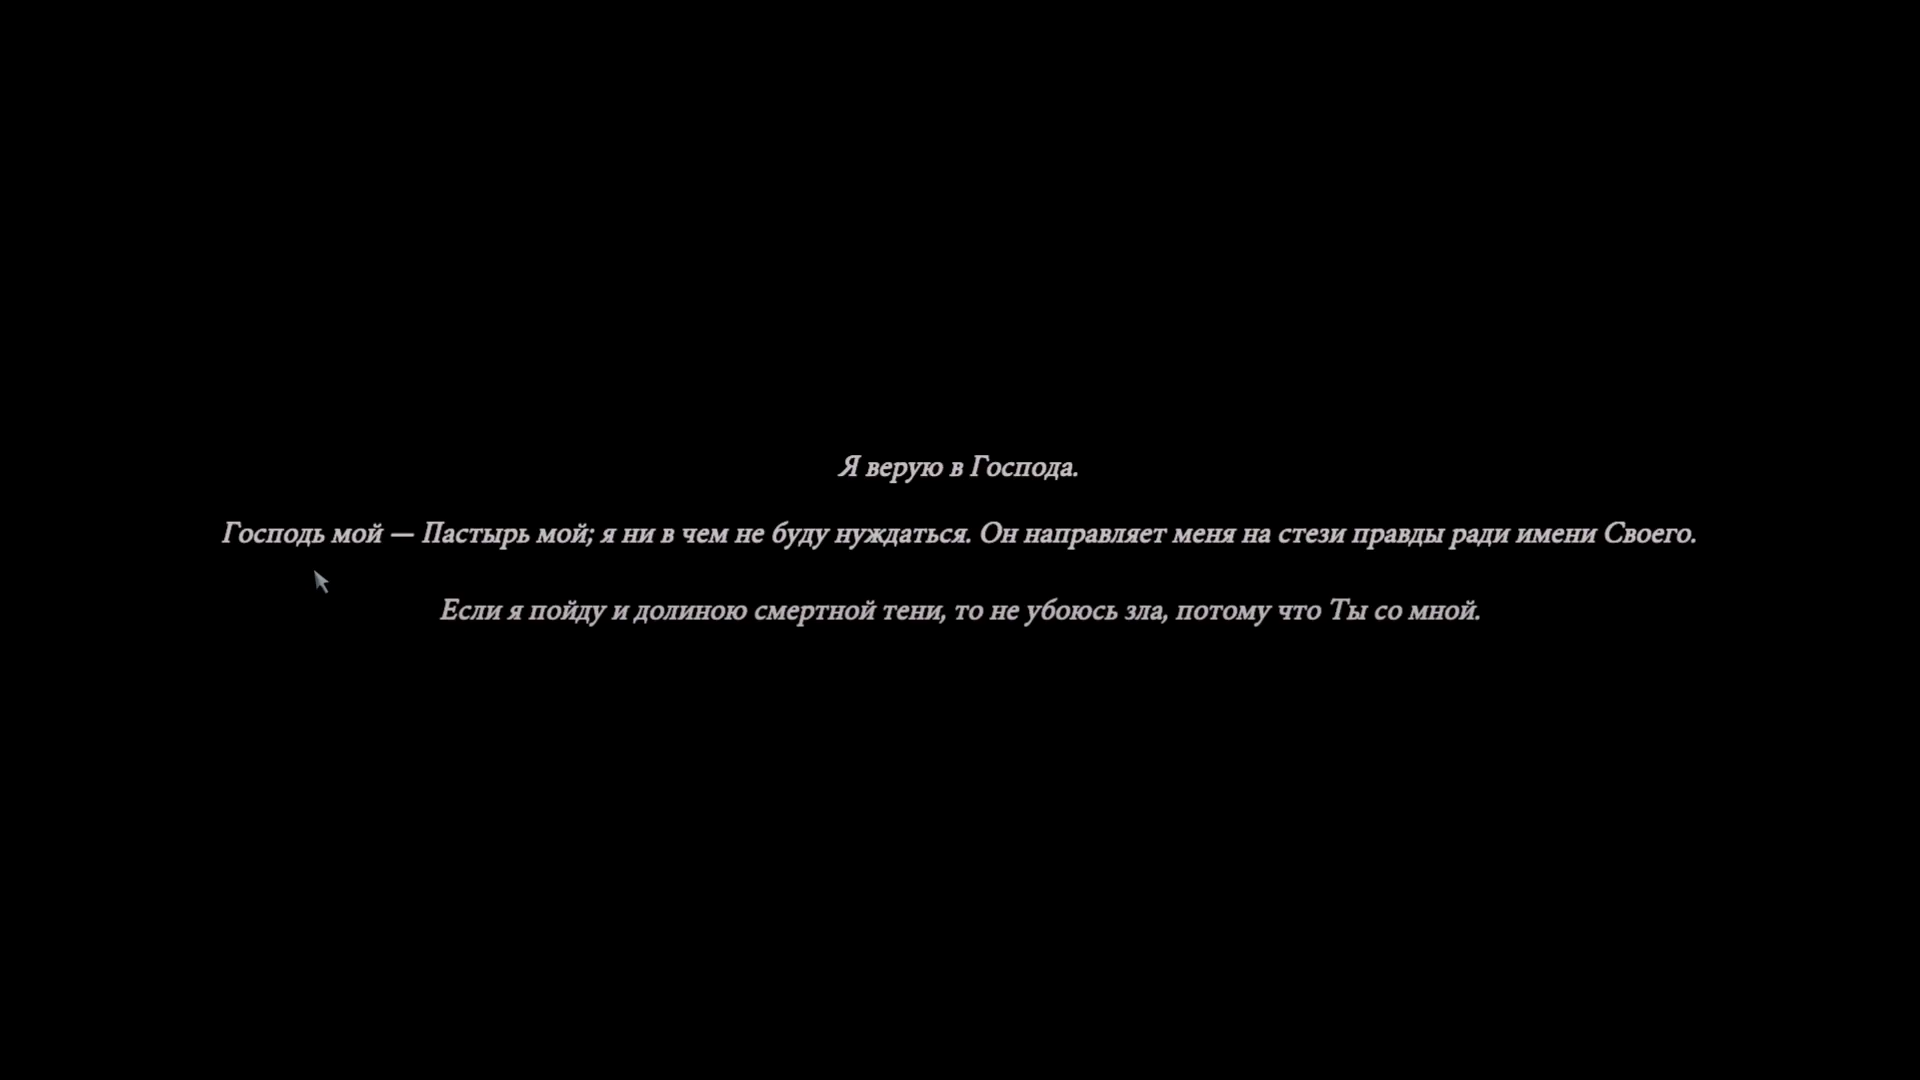 Я верую в Господа.
Господь мой — Пастырь мой; я ни в чем не буду нуждаться. Он направляет меня на стези правды ради имени Своего.
Если я пойду и долиною смертной тени, то не убоюсь зла, потому что Ты со мной.